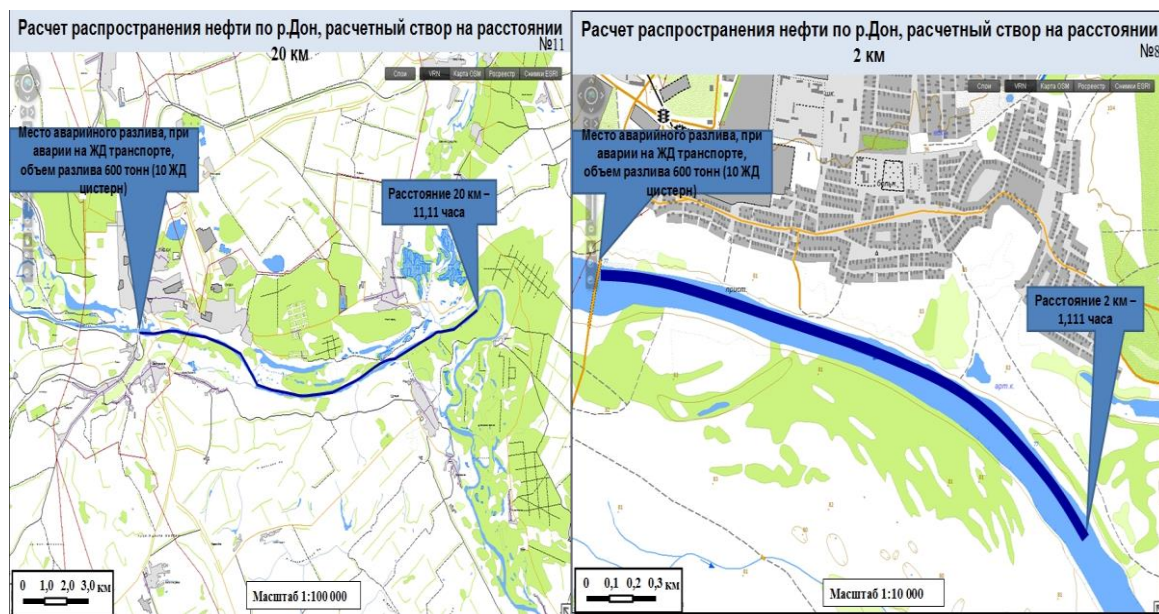 Расчет распространения нефти по р.Дон, расчетный створ на расстоянии
20 км
№11
Слои
VRN
Карта OSM
Росреестр
Снимки ESRI
Место аварийного разлива, при
аварии на ЖД транспорте,
объем разлива 600 тонн (10 ЖД
цистерн)
Расстояние 20 км –
11,11 часа
0 1,0 2,0 3,0 км
Масштаб 1:100 000
Расчет распространения нефти по р.Дон, расчетный створ на расстоянии
2 км
№8
Слои
VRN
Карта OSM
Росреестр
Снимки ESRI
Место аварийного разлива, при
аварии на ЖД транспорте,
объем разлива 600 тонн (10 ЖД
цистерн)
Расстояние 2 км –
1,111 часа
арт.к.
0 0,1 0,2 0,3 км
Масштаб 1:10 000